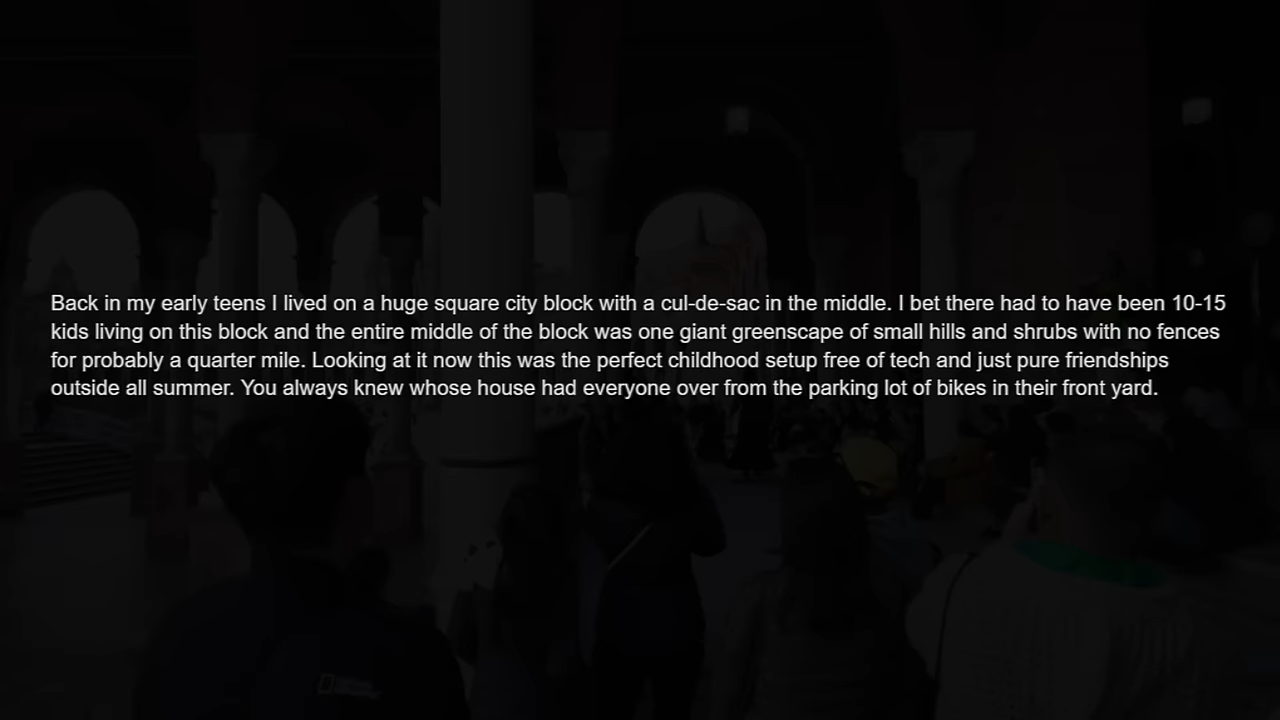 Back in my early teens I lived on a huge square city block with a cul-de-sac in the middle. I bet there had to have been 10-15
kids living on this block and the entire middle of the block was one giant greenscape of small hills and shrubs with no fences
for probably a quarter mile. Looking at it now this was the perfect childhood setup free of tech and just pure friendships
outside all summer. You always knew whose house had everyone over from the parking lot of bikes in their front yard.